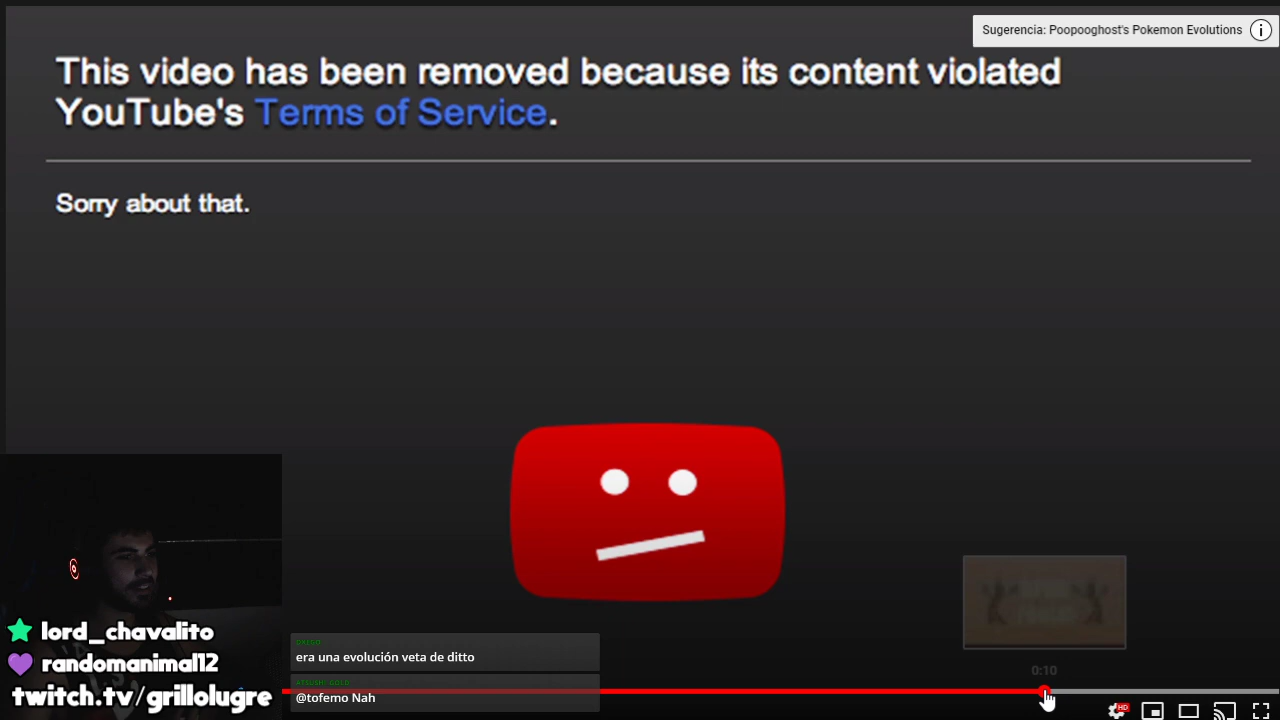 Sugerencia: Poopooghost's Pokemon Evolutions
This video has been removed because its content violated
YouTube's Terms of Service.
Sorry about that.
0:10
lord_chavalito
era una evolución veta de ditto
randomanimal12
twitch.tv/grillolugre
@tofemo Nah
HD